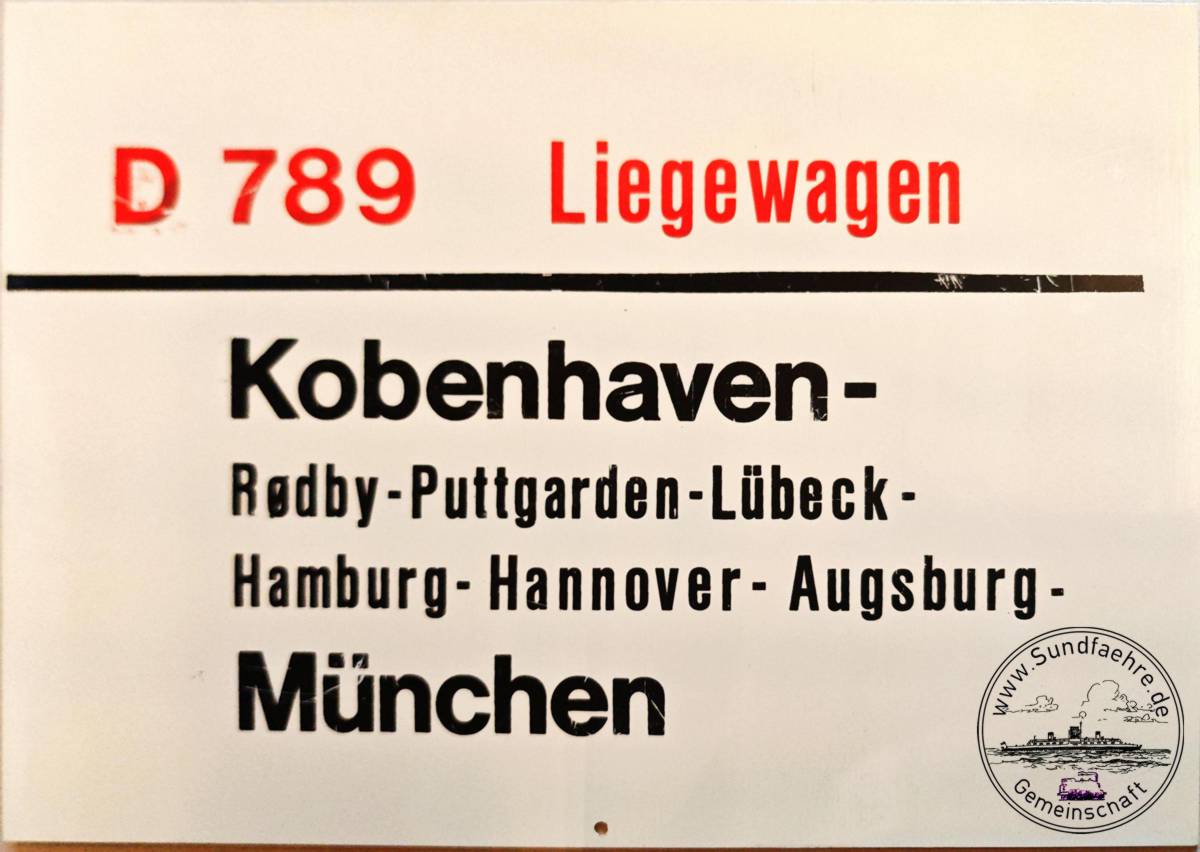 D 789 Liegewagen
Kobenhaven-
Rødby-Puttgarden-Lübeck-
Hamburg-Hannover-Augsburg-
München
www.Sundfaehre.de
Gemeinschaft